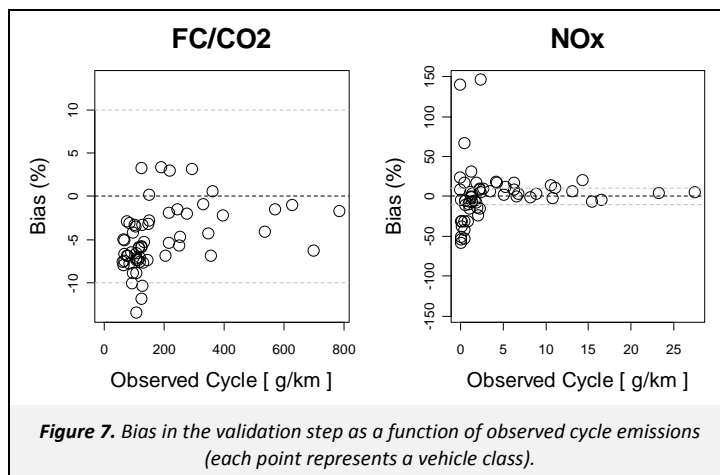 FC/CO2
NOx
10
5
0
-5
-10
Bias (%)
0 200 400 600 800
Observed Cycle [ g/km ]
150
100
50
0
-50
-100
-150
Bias (%)
0 5 10 15 20 25
Observed Cycle [ g/km ]
Figure 7. Bias in the validation step as a function of observed cycle emissions
(each point represents a vehicle class).